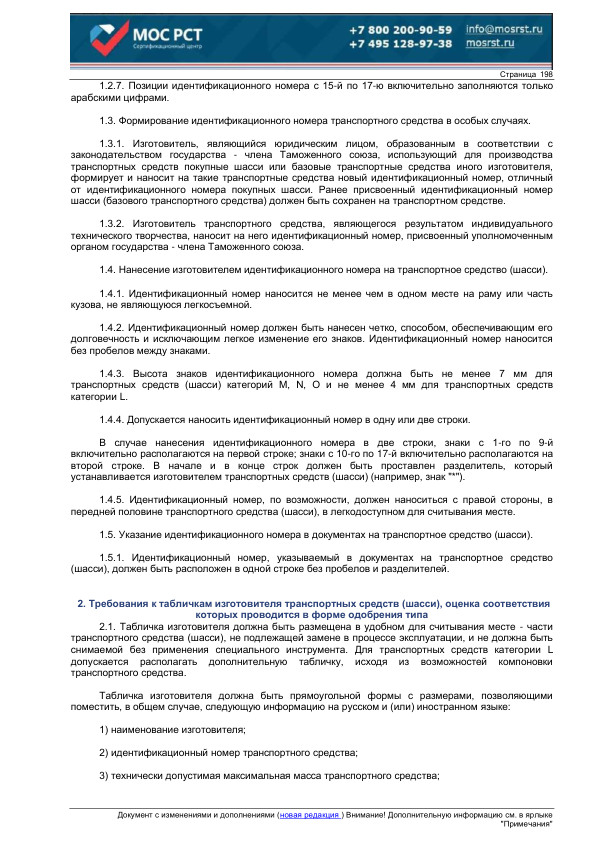 МОС РСТ
Сертификационный центр
+7 800 200-90-59
+7 495 128-97-38
info@mosrst.ru
mosrst.ru
Страница 198
1.2.7. Позиции идентификационного номера с 15-й по 17-ю включительно заполняются только
арабскими цифрами.
1.3. Формирование идентификационного номера транспортного средства в особых случаях.
1.3.1. Изготовитель, являющийся юридическим лицом, образованным в соответствии с
законодательством государства - члена Таможенного союза, использующий для производства
транспортных средств покупные шасси или базовые транспортные средства иного изготовителя,
формирует и наносит на такие транспортные средства новый идентификационный номер, отличный
от идентификационного номера покупных шасси. Ранее присвоенный идентификационный номер
шасси (базового транспортного средства) должен быть сохранен на транспортном средстве.
1.3.2. Изготовитель транспортного средства, являющегося результатом индивидуального
технического творчества, наносит на него идентификационный номер, присвоенный уполномоченным
органом государства - члена Таможенного союза.
1.4. Нанесение изготовителем идентификационного номера на транспортное средство (шасси).
1.4.1. Идентификационный номер наносится не менее чем в одном месте на раму или часть
кузова, не являющуюся легкосъемной.
1.4.2. Идентификационный номер должен быть нанесен четко, способом, обеспечивающим его
долговечность и исключающим легкое изменение его знаков. Идентификационный номер наносится
без пробелов между знаками.
1.4.3. Высота знаков идентификационного номера должна быть не менее 7 мм для
транспортных средств (шасси) категорий M, N, O и не менее 4 мм для транспортных средств
категории L.
1.4.4. Допускается наносить идентификационный номер в одну или две строки.
В случае нанесения идентификационного номера в две строки, знаки с 1-го по 9-й
включительно располагаются на первой строке; знаки с 10-го по 17-й включительно располагаются на
второй строке. В начале и в конце строк должен быть проставлен разделитель, который
устанавливается изготовителем транспортных средств (шасси) (например, знак "*").
1.4.5. Идентификационный номер, по возможности, должен наноситься с правой стороны, в
передней половине транспортного средства (шасси), в легкодоступном для считывания месте.
1.5. Указание идентификационного номера в документах на транспортное средство (шасси).
1.5.1. Идентификационный номер, указываемый в документах на транспортное средство
(шасси), должен быть расположен в одной строке без пробелов и разделителей.
2. Требования к табличкам изготовителя транспортных средств (шасси), оценка соответствия
которых проводится в форме одобрения типа
2.1. Табличка изготовителя должна быть размещена в удобном для считывания месте - части
транспортного средства (шасси), не подлежащей замене в процессе эксплуатации, и не должна быть
снимаемой без применения специального инструмента. Для транспортных средств категории L
допускается располагать дополнительную табличку, исходя из возможностей компоновки
транспортного средства.
Табличка изготовителя должна быть прямоугольной формы с размерами, позволяющими
поместить, в общем случае, следующую информацию на русском и (или) иностранном языке:
1) наименование изготовителя;
2) идентификационный номер транспортного средства;
3) технически допустимая максимальная масса транспортного средства;
Документ с изменениями и дополнениями (новая редакция ) Внимание! Дополнительную информацию см. в ярлыке
"Примечания"